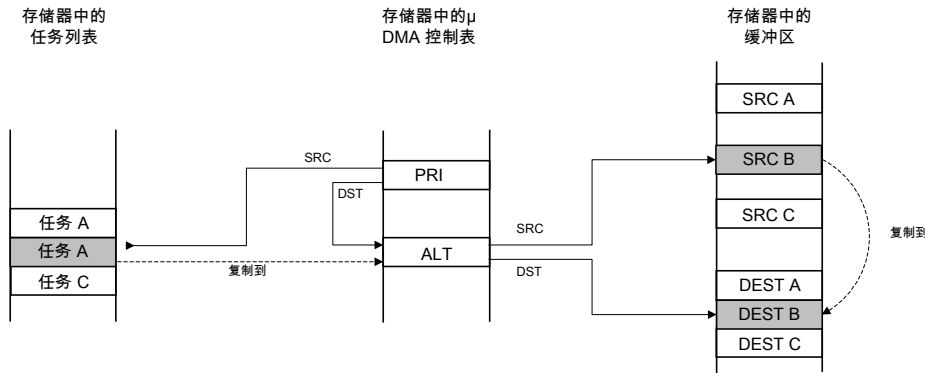 存储器中的
任务列表
存储器中的μ
DMA 控制表
存储器中的
缓冲区
SRC A
SRC
PRI
SRC B
DST
任务 A
SRC C
SRC
复制到
任务 A
ALT
复制到
DST
任务 C
DEST A
DEST B
DEST C